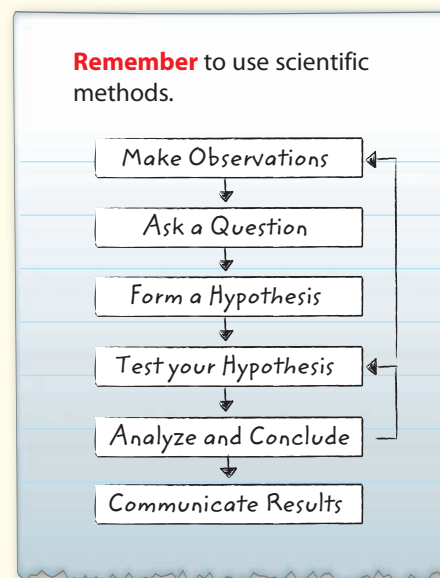 Remember to use scientific
methods.
Make Observations
Ask a Question
Form a Hypothesis
Test your Hypothesis
Analyze and Conclude
Communicate Results